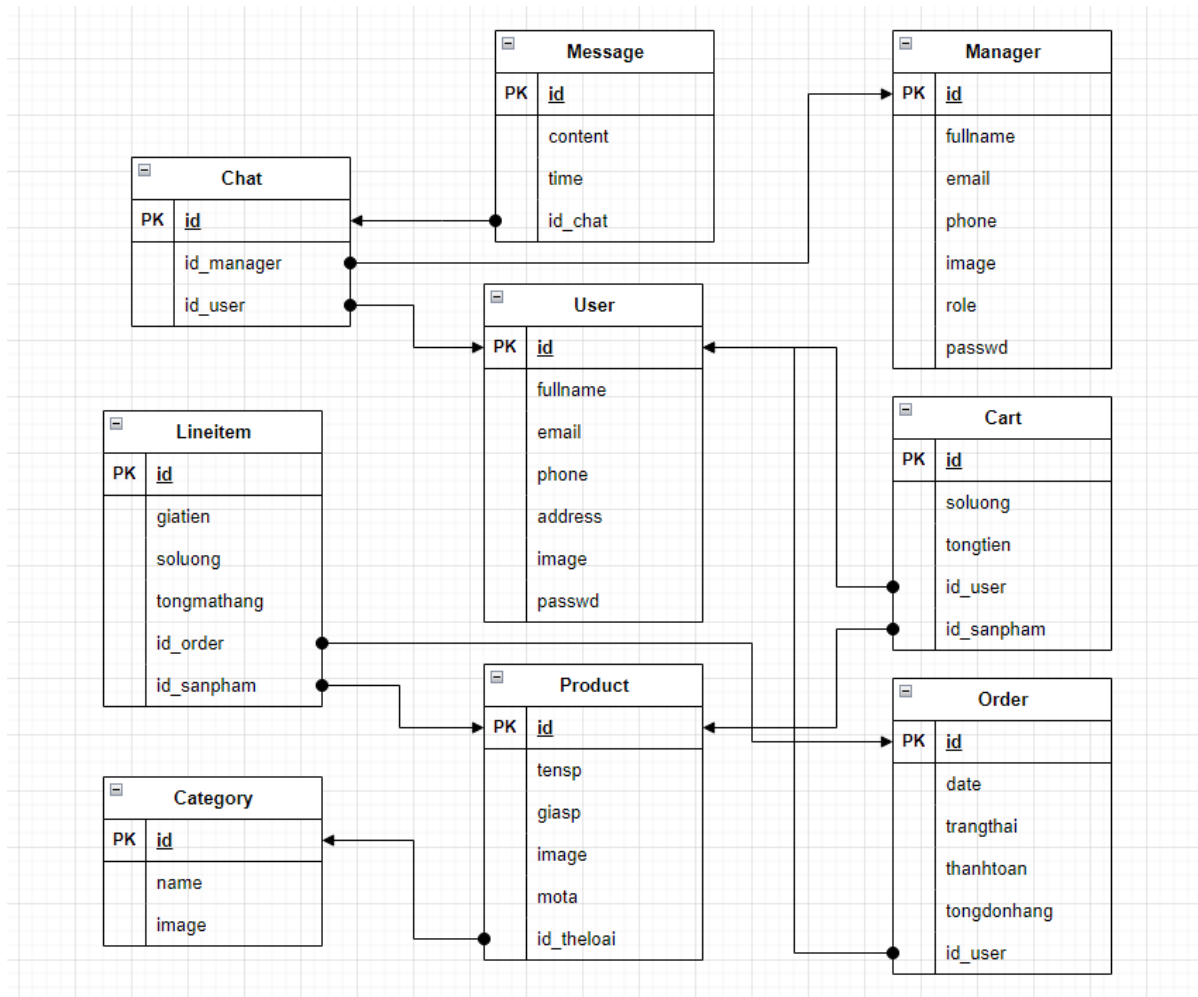 Message
PK id
content
time
id_chat
Manager
PK id
fullname
email
phone
image
role
passwd
Chat
PK id
id_manager
id_user
User
PK id
fullname
email
phone
address
image
passwd
Lineitem
PK id
giatien
soluong
tongmathang
id_order
id_sanpham
Cart
PK id
soluong
tongtien
id_user
id_sanpham
Product
PK id
tensp
giasp
image
mota
id_theloai
Order
PK id
date
trangthai
thanhtoan
tongdonhang
id_user
Category
PK id
name
image